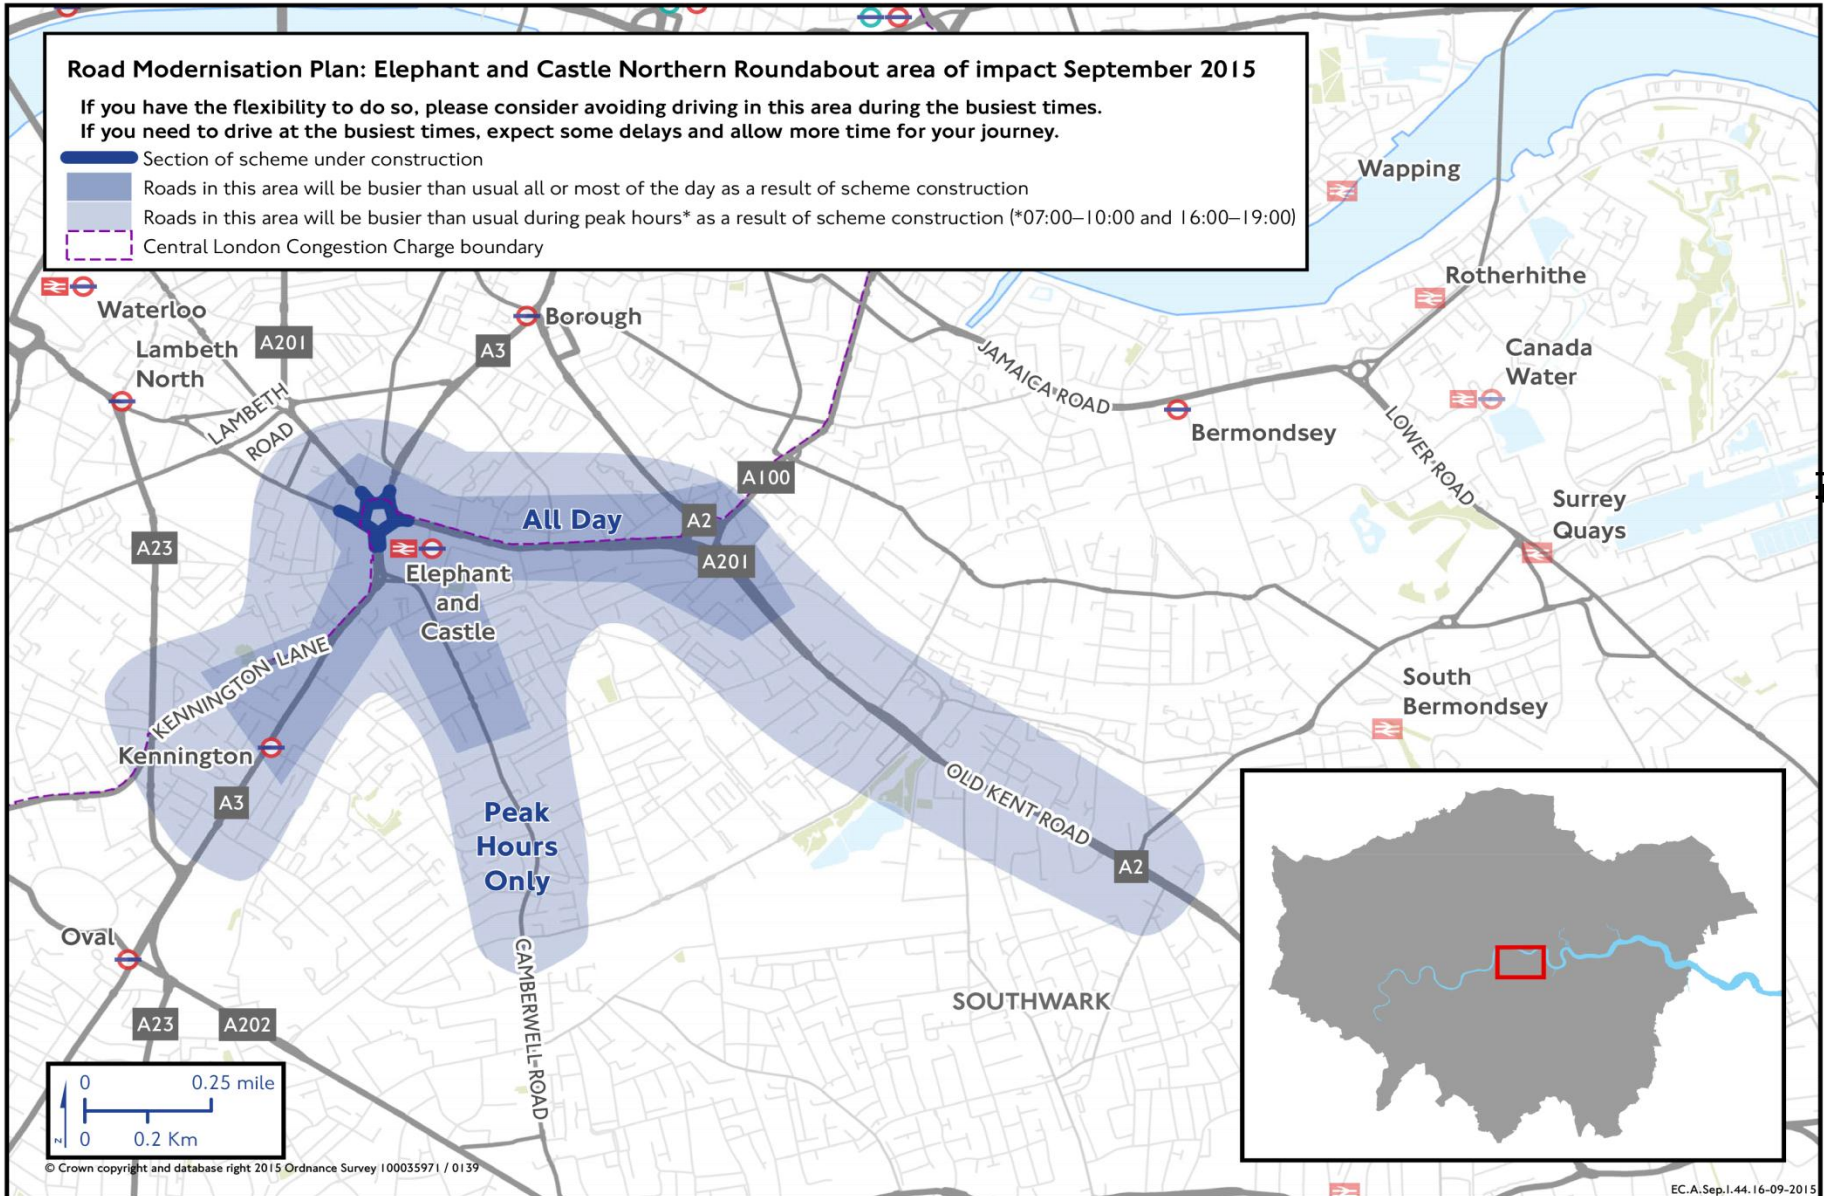 Road Modernisation Plan: Elephant and Castle Northern Roundabout area of impact September 2015
If you have the flexibility to do so, please consider avoiding driving in this area during the busiest times.
If you need to drive at the busiest times, expect some delays and allow more time for your journey.
Section of scheme under construction
Roads in this area will be busier than usual all or most of the day as a result of scheme construction
Roads in this area will be busier than usual during peak hours* as a result of scheme construction (*07:00–10:00 and 16:00–19:00)
Central London Congestion Charge boundary
Wapping
Rotherhithe
Waterloo
Borough
A201
Lambeth
North
A3
Canada
Water
JAMAICA ROAD
LAMBETH
ROAD
Bermondsey
LOWER ROAD
A100
Surrey
Quays
A2
All Day
A23
A201
Elephant
and
Castle
KENNINGTON LANE
South
Bermondsey
Kennington
A3
Peak
Hours
Only
OLD KENT ROAD
A2
Oval
CAMBERWELL ROAD
SOUTHWARK
A23
A202
0
0.25 mile
0
0.2 Km
N
© Crown copyright and database right 2015 Ordnance Survey 100035971 / 0139
EC.A.Sep.1.44.16-09-2015